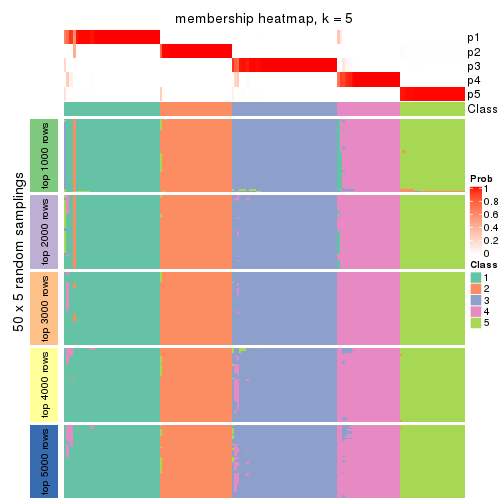 membership heatmap, k = 5
p1
p2
p3
p4
p5
Class
50 x 5 random samplings
top 1000 rows
top 2000 rows
top 3000 rows
top 4000 rows
top 5000 rows
Prob
1
0.8
0.6
0.4
0.2
0
Class
1
2
3
4
5